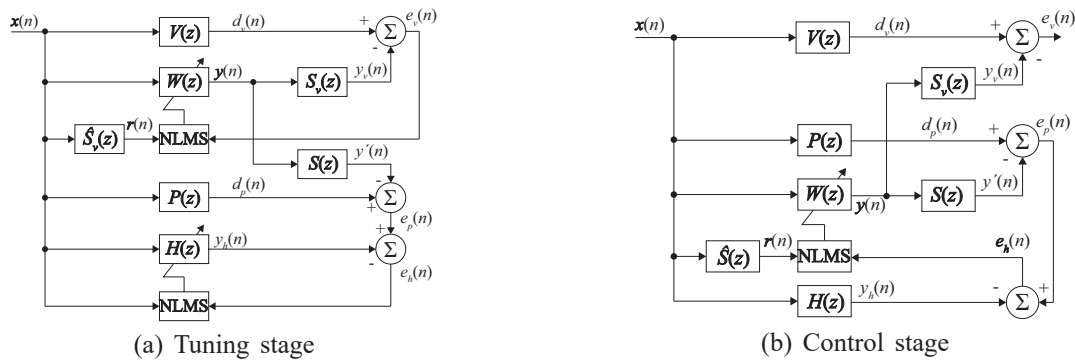 x(n)
V(z)
d_v(n)
+
Σ
e_v(n)
-
W(z)
y(n)
S_v(z)
y_v(n)
Ŝ_v(z)
r(n)
NLMS
S(z)
y´(n)
-
P(z)
d_p(n)
+
Σ
e_p(n)
+
H(z)
y_h(n)
-
Σ
e_h(n)
NLMS
(a) Tuning stage
x(n)
V(z)
d_v(n)
+
Σ
e_v(n)
-
S_v(z)
y_v(n)
P(z)
d_p(n)
+
Σ
e_p(n)
-
W(z)
y(n)
S(z)
y´(n)
Ŝ(z)
r(n)
NLMS
e_h(n)
H(z)
y_h(n)
-
Σ
+
(b) Control stage